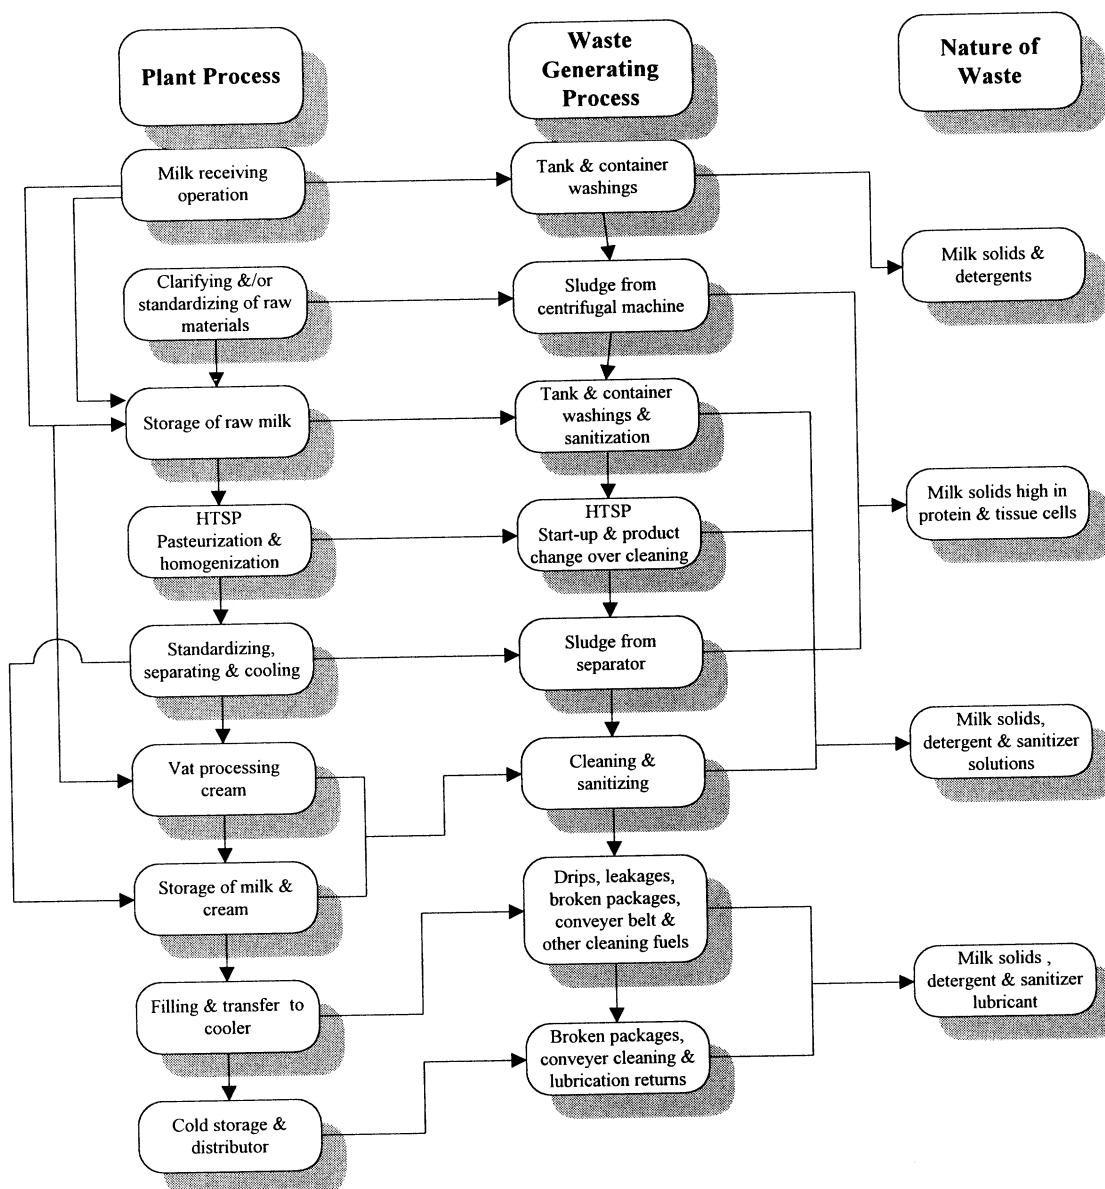 Plant Process
Waste
Generating
Process
Nature of
Waste
Milk receiving
operation
Tank & container
washings
Milk solids &
detergents
Clarifying &/or
standardizing of raw
materials
Sludge from
centrifugal machine
Storage of raw milk
Tank & container
washings &
sanitization
Milk solids high in
protein & tissue cells
HTSP
Pasteurization &
homogenization
HTSP
Start-up & product
change over cleaning
Standardizing,
separating & cooling
Sludge from
separator
Milk solids,
detergent & sanitizer
solutions
Vat processing
cream
Cleaning &
sanitizing
Storage of milk &
cream
Drips, leakages,
broken packages,
conveyer belt &
other cleaning fuels
Milk solids ,
detergent & sanitizer
lubricant
Filling & transfer to
cooler
Broken packages,
conveyer cleaning &
lubrication returns
Cold storage &
distributor